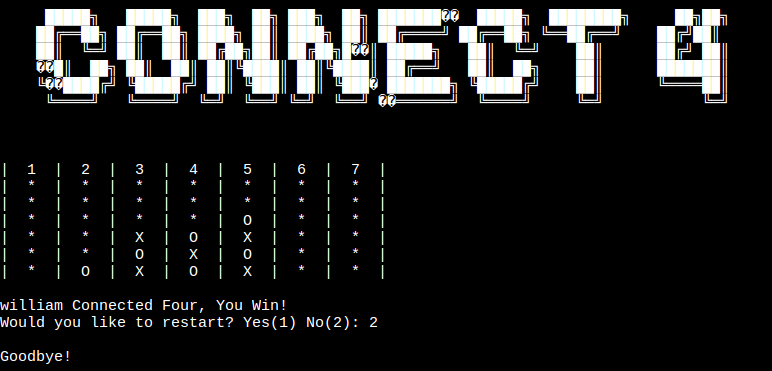 CONNECT 4
| 1 | 2 | 3 | 4 | 5 | 6 | 7 |
| * | * | * | * | * | * | * |
| * | * | * | * | * | * | * |
| * | * | * | * | O | * | * |
| * | * | X | O | X | * | * |
| * | * | O | X | O | * | * |
| * | O | X | O | X | * | * |
william Connected Four, You Win!
Would you like to restart? Yes(1) No(2): 2
Goodbye!